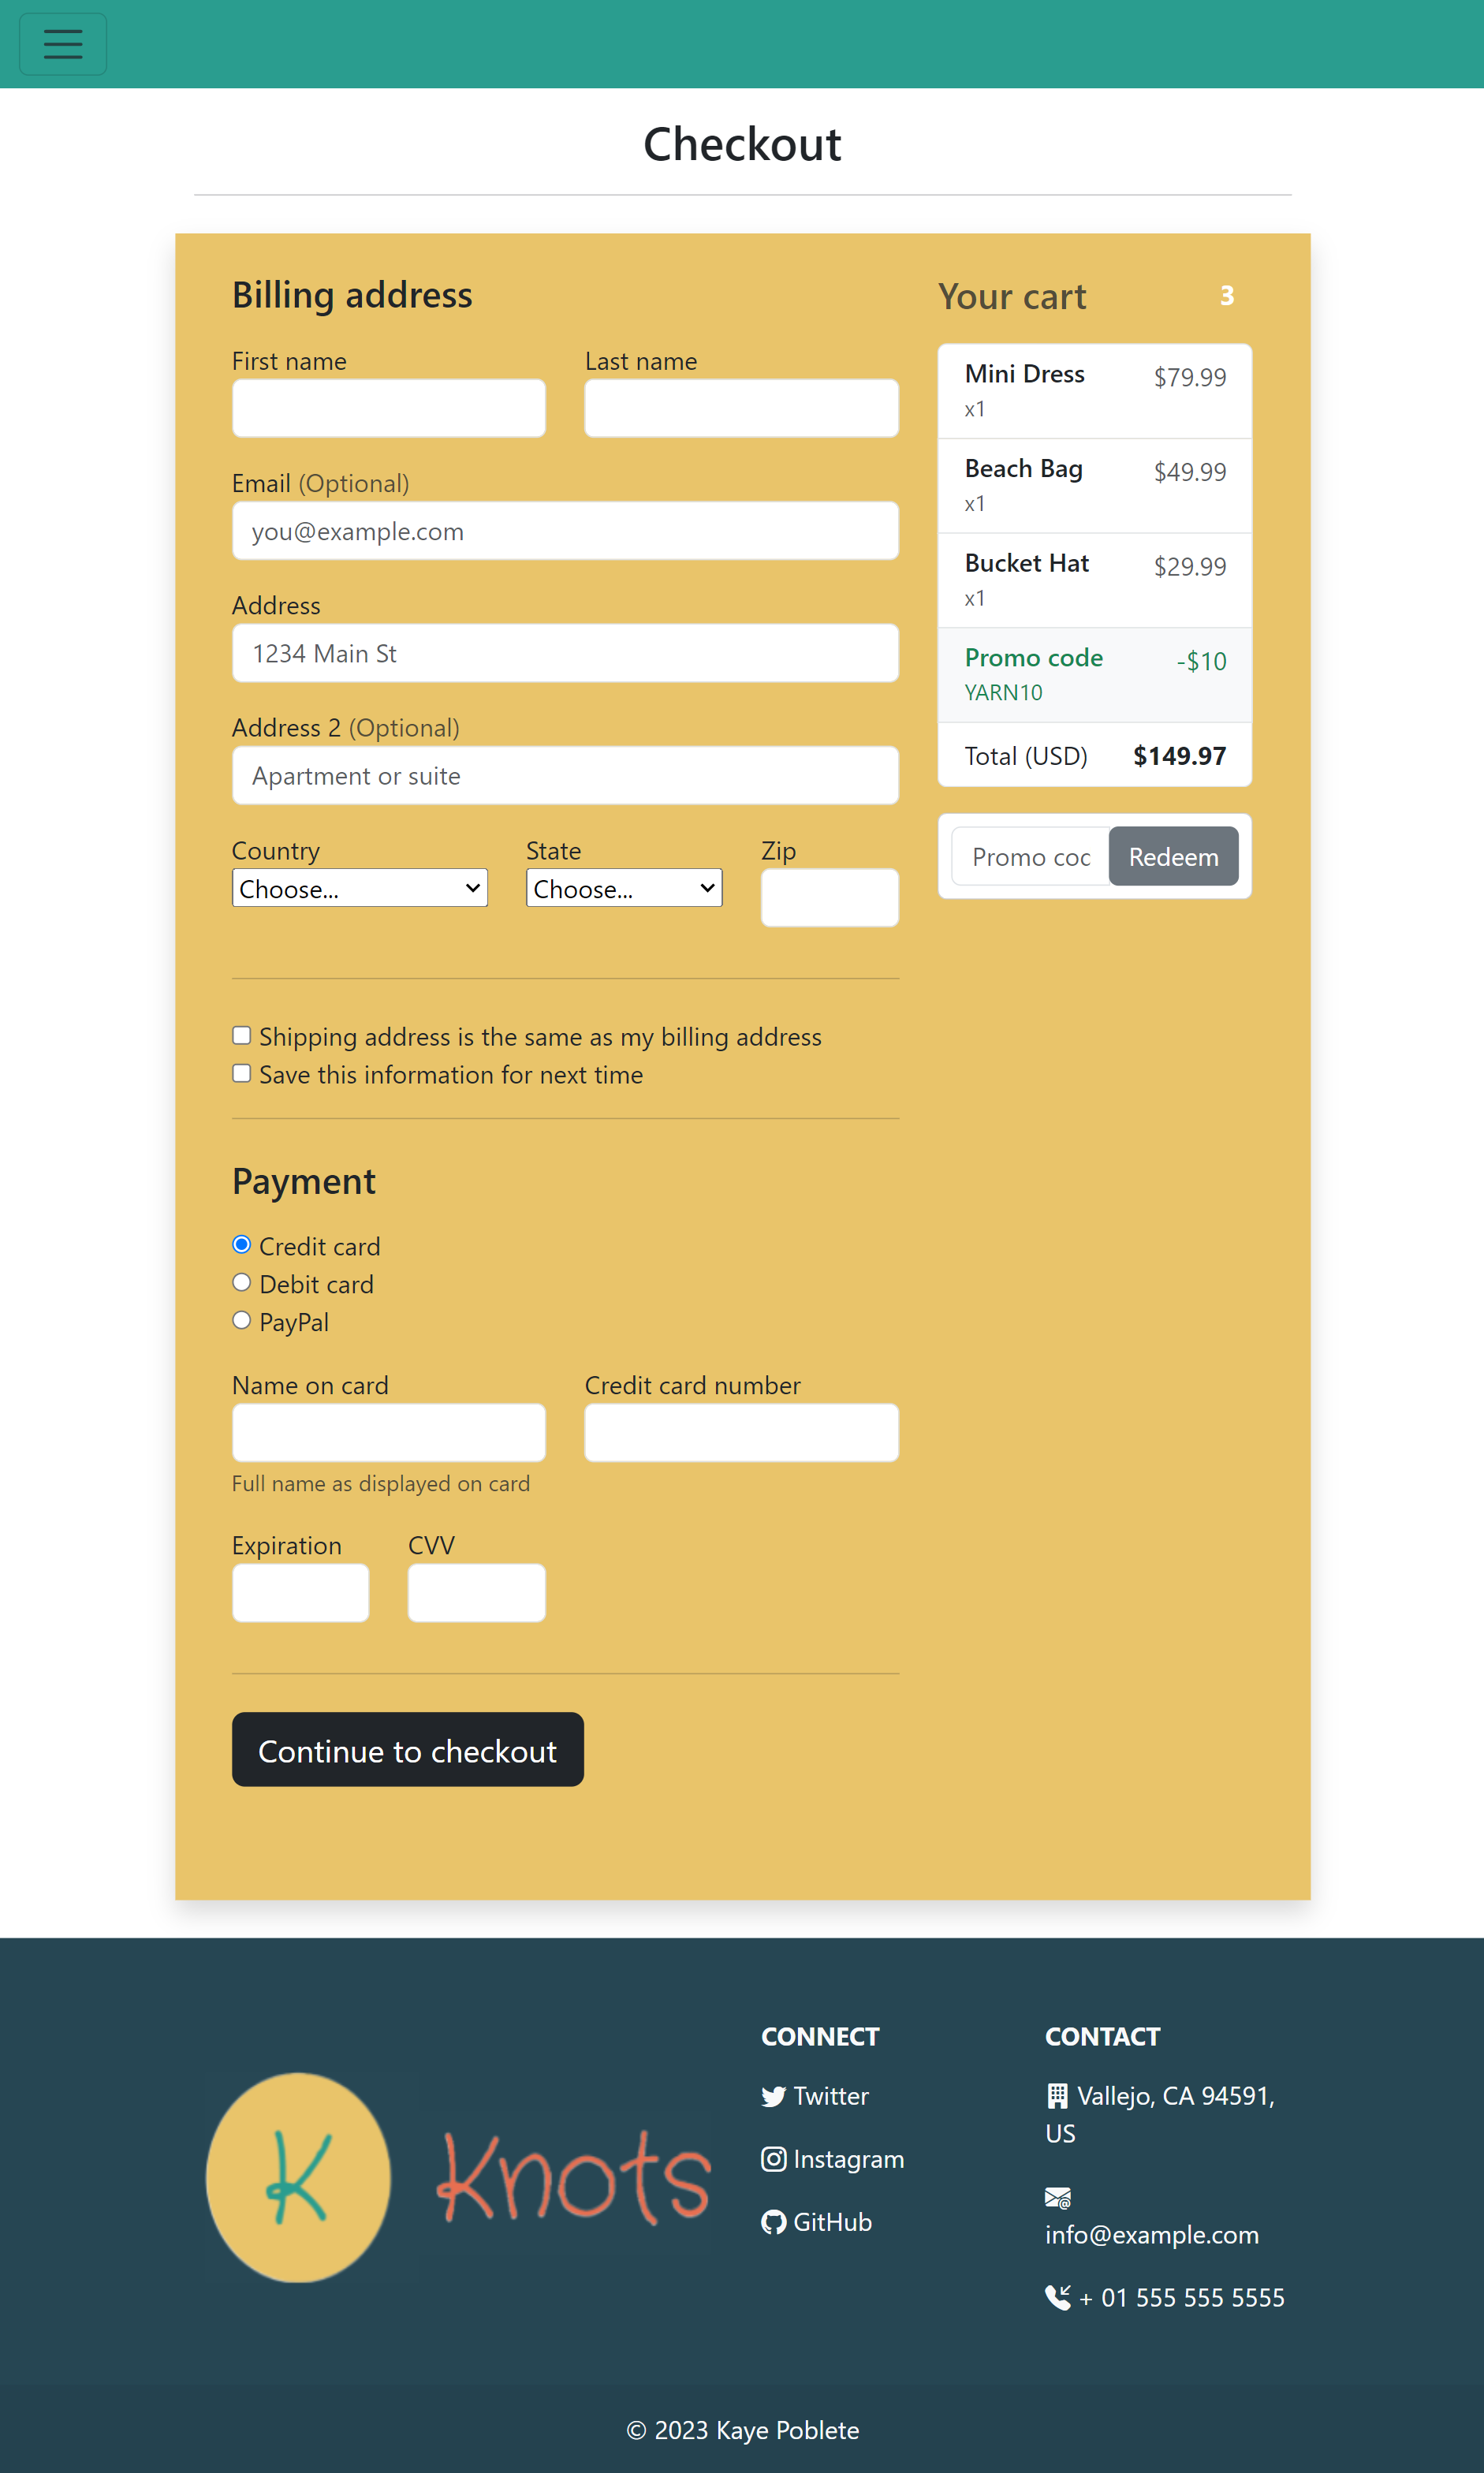 Checkout
Billing address
First name
Last name
Email (Optional)
you@example.com
Address
1234 Main St
Address 2 (Optional)
Apartment or suite
Country
State
Zip
Choose...
Choose...
Shipping address is the same as my billing address
Save this information for next time
Payment
Credit card
Debit card
PayPal
Name on card
Credit card number
Full name as displayed on card
Expiration
CVV
Continue to checkout
Your cart 3
Mini Dress $79.99
x1
Beach Bag $49.99
x1
Bucket Hat $29.99
x1
Promo code -$10
YARN10
Total (USD) $149.97
Promo coc
Redeem
K Knots
CONNECT
Twitter
Instagram
GitHub
CONTACT
Vallejo, CA 94591,
US
info@example.com
+ 01 555 555 5555
© 2023 Kaye Poblete